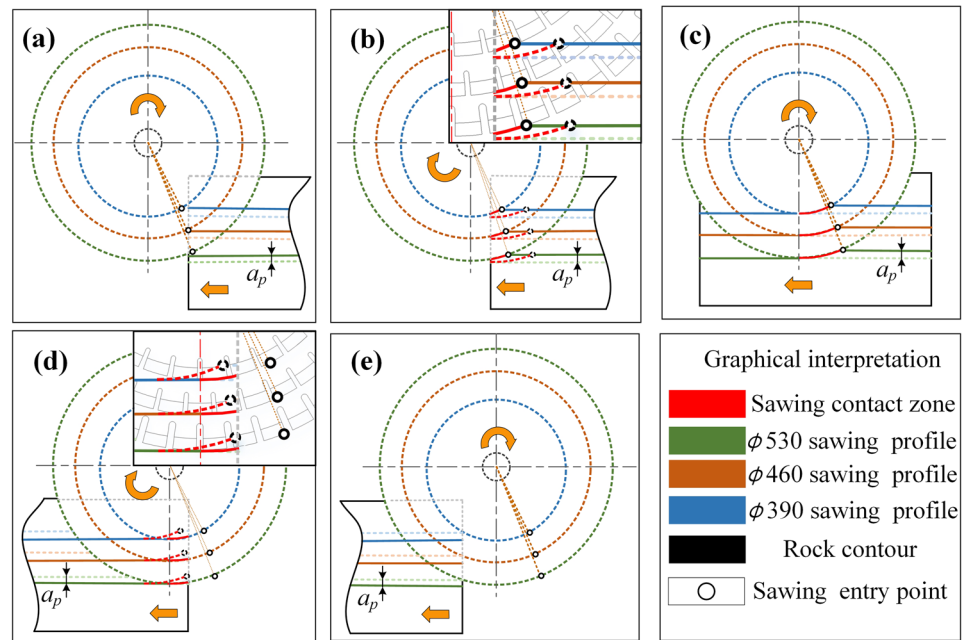 (a)
a_p
(b)
a_p
(c)
a_p
(d)
a_p
(e)
a_p
Graphical interpretation
Sawing contact zone
ϕ530 sawing profile
ϕ460 sawing profile
ϕ390 sawing profile
Rock contour
Sawing entry point